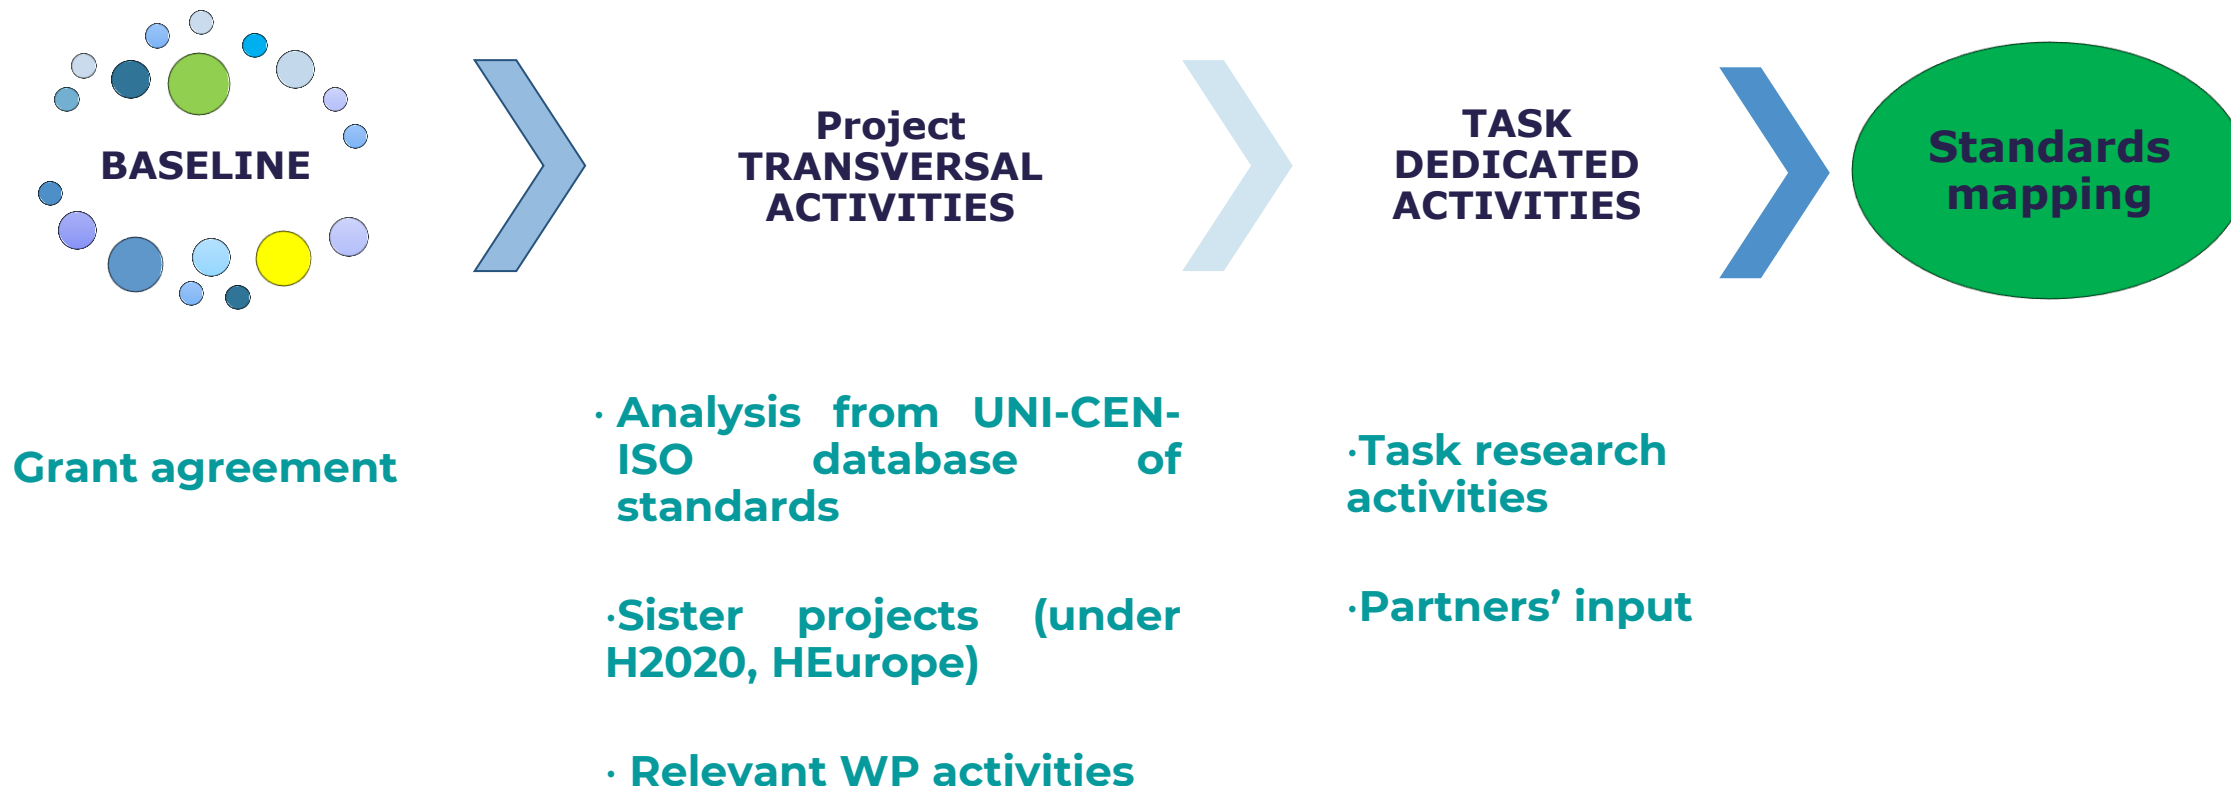 BASELINE
Project
TRANSVERSAL
ACTIVITIES
TASK
DEDICATED
ACTIVITIES
Standards
mapping
Grant agreement
· Analysis from UNI-CEN-
ISO database of
standards
·Sister projects (under
H2020, HEurope)
· Relevant WP activities
·Task research
activities
·Partners’ input